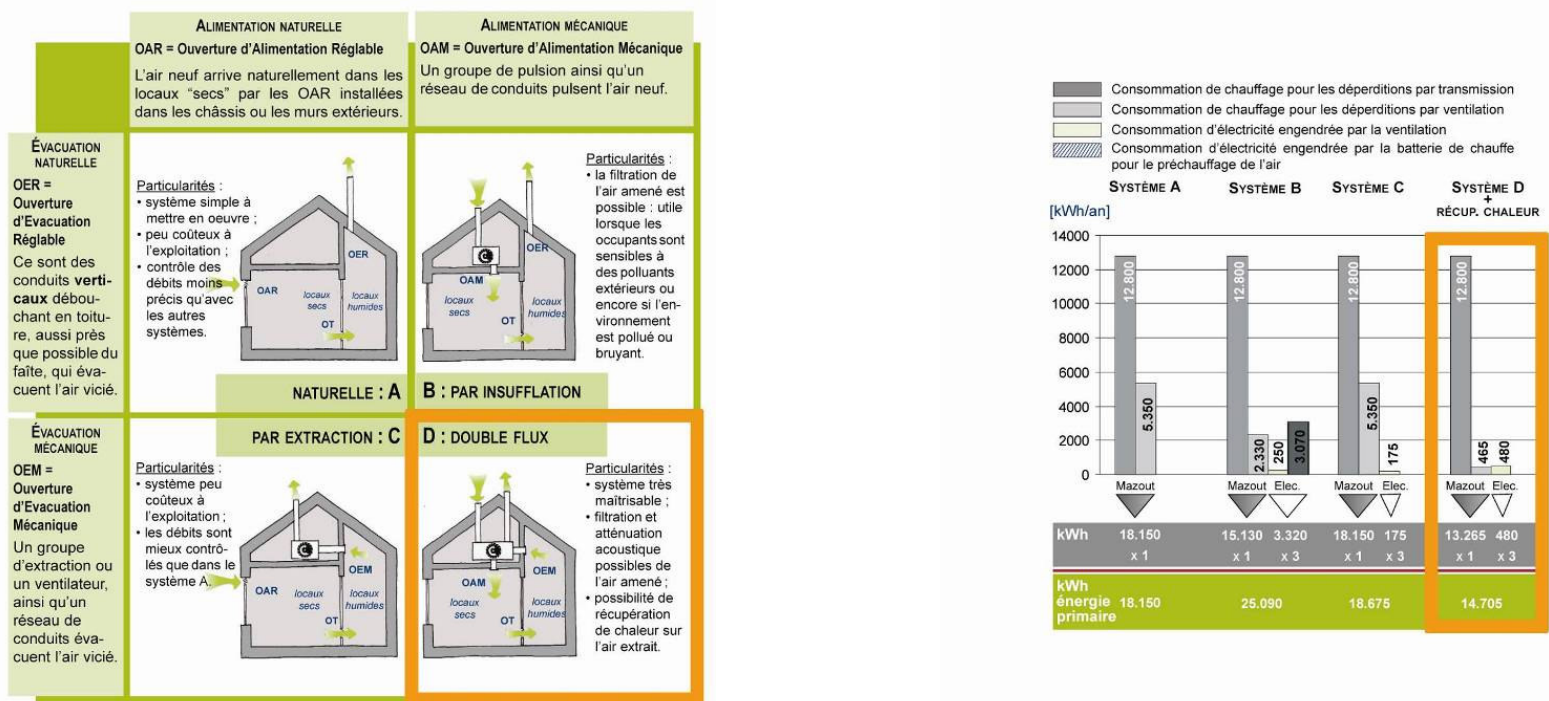 ALIMENTATION NATURELLE
OAR = Ouverture d'Alimentation Réglable
L'air neuf arrive naturellement dans les
locaux "secs" par les OAR installées
dans les châssis ou les murs extérieurs.
ALIMENTATION MÉCANIQUE
OAM = Ouverture d'Alimentation Mécanique
Un groupe de pulsion ainsi qu'un
réseau de conduits pulsent l'air neuf.
ÉVACUATION
NATURELLE
OER =
Ouverture
d'Evacuation
Réglable
Ce sont des
conduits verti-
caux débou-
chant en toitu-
re, aussi près
que possible du
faîte, qui éva-
cuent l'air vicié.
Particularités :
• système simple à
mettre en oeuvre ;
• peu coûteux à
l'exploitation ;
• contrôle des
débits moins
précis qu'avec
les autres
systèmes.
OER
OAR
locaux
secs
locaux
humides
OT
NATURELLE : A
Particularités :
• la filtration de
l'air amené est
possible : utile
lorsque les
occupants sont
sensibles à
des polluants
extérieurs ou
encore si l'en-
vironnement
est pollué ou
bruyant.
OER
OAM
locaux
secs
locaux
humides
OT
B : PAR INSUFFLATION
ÉVACUATION
MÉCANIQUE
OEM =
Ouverture
d'Evacuation
Mécanique
Un groupe
d'extraction ou
un ventilateur,
ainsi qu'un
réseau de
conduits éva-
cuent l'air vicié.
PAR EXTRACTION : C
Particularités :
• système peu
coûteux à
l'exploitation ;
• les débits sont
mieux contrô-
lés que dans le
système A.
OEM
OAR
locaux
secs
locaux
humides
OT
D : DOUBLE FLUX
Particularités :
• système très
maîtrisable ;
• filtration et
atténuation
acoustique
possibles de
l'air amené ;
• possibilité de
récupération
de chaleur sur
l'air extrait.
OAM
OEM
locaux
secs
locaux
humides
OT
Consommation de chauffage pour les déperditions par transmission
Consommation de chauffage pour les déperditions par ventilation
Consommation d'électricité engendrée par la ventilation
Consommation d'électricité engendrée par la batterie de chauffe
pour le préchauffage de l'air
SYSTÈME A SYSTÈME B SYSTÈME C SYSTÈME D
+
RÉCUP. CHALEUR
[kWh/an]
14000
12000
10000
8000
6000
4000
2000
0
12.800 5.350
12.800 2.330 250 3.070
12.800 5.350 175
12.800 465 480
Mazout Mazout Elec. Mazout Elec. Mazout Elec.
kWh 18.150 15.130 3.320 18.150 175 13.265 480
x 1 x 1 x 3 x 1 x 3 x 1 x 3
kWh
énergie
primaire 18.150 25.090 18.675 14.705